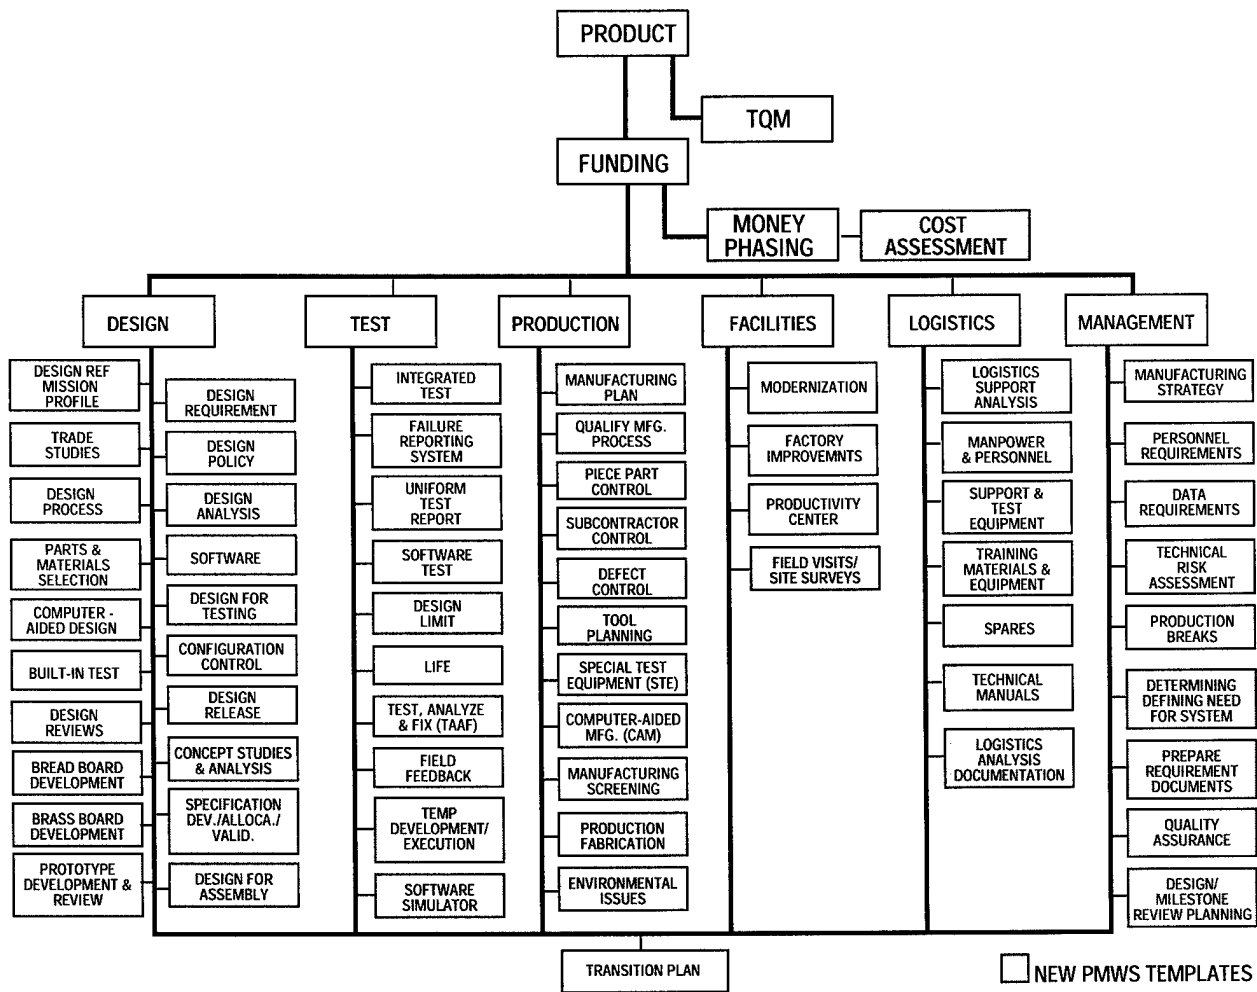 PRODUCT
TQM
FUNDING
MONEY
PHASING
COST
ASSESSMENT
DESIGN
TEST
PRODUCTION
FACILITIES
LOGISTICS
MANAGEMENT
DESIGN REF
MISSION
PROFILE
TRADE
STUDIES
DESIGN
PROCESS
PARTS &
MATERIALS
SELECTION
COMPUTER -
AIDED DESIGN
BUILT-IN TEST
DESIGN
REVIEWS
BREAD BOARD
DEVELOPMENT
BRASS BOARD
DEVELOPMENT
PROTOTYPE
DEVELOPMENT &
REVIEW
DESIGN
REQUIREMENT
DESIGN
POLICY
DESIGN
ANALYSIS
SOFTWARE
DESIGN FOR
TESTING
CONFIGURATION
CONTROL
DESIGN
RELEASE
CONCEPT STUDIES
& ANALYSIS
SPECIFICATION
DEV./ALLOCA./
VALID.
DESIGN FOR
ASSEMBLY
INTEGRATED
TEST
FAILURE
REPORTING
SYSTEM
UNIFORM
TEST
REPORT
SOFTWARE
TEST
DESIGN
LIMIT
LIFE
TEST, ANALYZE
& FIX (TAAF)
FIELD
FEEDBACK
TEMP
DEVELOPMENT/
EXECUTION
SOFTWARE
SIMULATOR
MANUFACTURING
PLAN
QUALIFY MFG.
PROCESS
PIECE PART
CONTROL
SUBCONTRACTOR
CONTROL
DEFECT
CONTROL
TOOL
PLANNING
SPECIAL TEST
EQUIPMENT (STE)
COMPUTER-AIDED
MFG. (CAM)
MANUFACTURING
SCREENING
PRODUCTION
FABRICATION
ENVIRONMENTAL
ISSUES
MODERNIZATION
FACTORY
IMPROVEMNTS
PRODUCTIVITY
CENTER
FIELD VISITS/
SITE SURVEYS
LOGISTICS
SUPPORT
ANALYSIS
MANPOWER
& PERSONNEL
SUPPORT &
TEST
EQUIPMENT
TRAINING
MATERIALS &
EQUIPMENT
SPARES
TECHNICAL
MANUALS
LOGISTICS
ANALYSIS
DOCUMENTATION
MANUFACTURING
STRATEGY
PERSONNEL
REQUIREMENTS
DATA
REQUIREMENTS
TECHNICAL
RISK
ASSESSMENT
PRODUCTION
BREAKS
DETERMINING
DEFINING NEED
FOR SYSTEM
PREPARE
REQUIREMENT
DOCUMENTS
QUALITY
ASSURANCE
DESIGN/
MILESTONE
REVIEW PLANNING
TRANSITION PLAN
NEW PMWS TEMPLATES